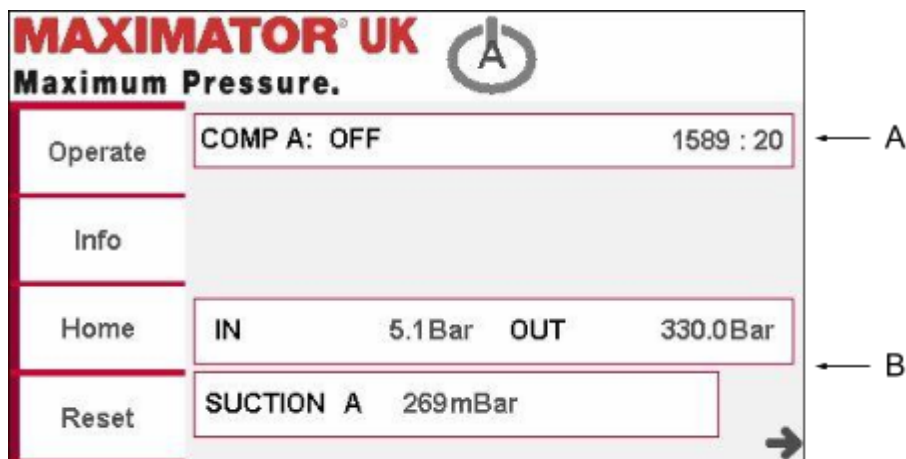 MAXIMATOR® UK
A
Maximum Pressure.
Operate
COMP A: OFF 1589 : 20
A
Info
Home
IN 5.1Bar OUT 330.0Bar
B
Reset
SUCTION A 269mBar